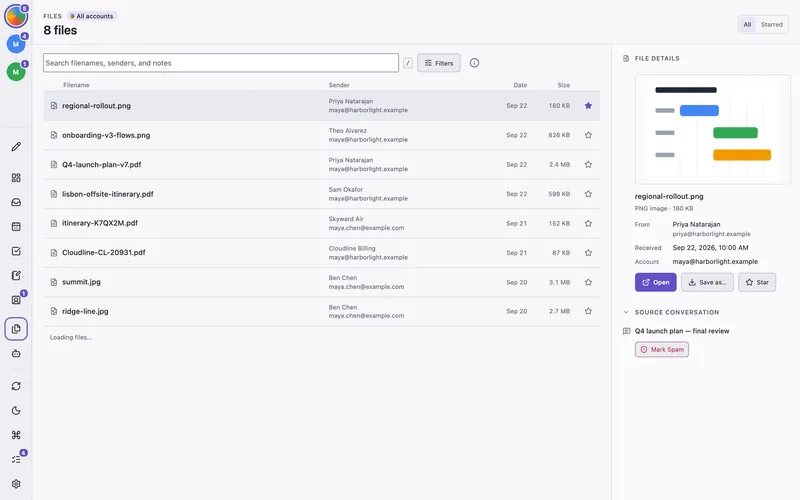 5
M 4
M 1
1
4
FILES All accounts
8 files
All Starred
Search filenames, senders, and notes / Filters
Filename Sender Date Size
regional-rollout.png Priya Natarajan maya@harborlight.example Sep 22 180 KB
onboarding-v3-flows.png Theo Alvarez maya@harborlight.example Sep 22 826 KB
Q4-launch-plan-v7.pdf Priya Natarajan maya@harborlight.example Sep 22 2.4 MB
lisbon-offsite-itinerary.pdf Sam Okafor maya@harborlight.example Sep 22 598 KB
itinerary-K7QX2M.pdf Skyward Air maya.chen@example.com Sep 21 152 KB
Cloudline-CL-20931.pdf Cloudline Billing maya@harborlight.example Sep 21 87 KB
summit.jpg Ben Chen maya.chen@example.com Sep 20 3.1 MB
ridge-line.jpg Ben Chen maya.chen@example.com Sep 20 2.7 MB
Loading files...
FILE DETAILS
regional-rollout.png
PNG image · 180 KB
From Priya Natarajan
priya@harborlight.example
Received Sep 22, 2026, 10:00 AM
Account maya@harborlight.example
Open Save as... Star
SOURCE CONVERSATION
Q4 launch plan — final review
Mark Spam